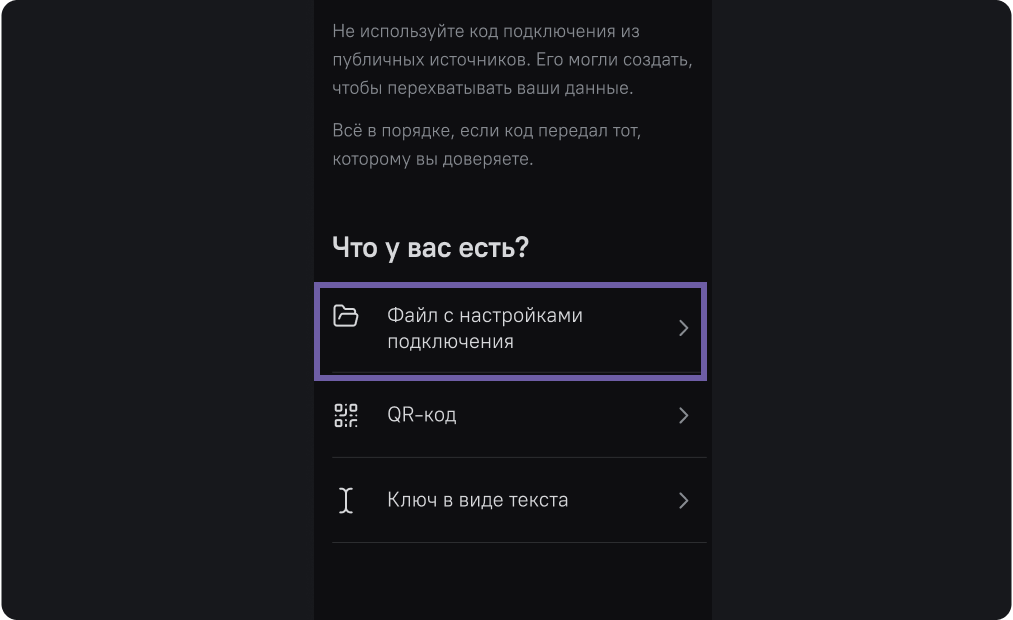 Не используйте код подключения из
публичных источников. Его могли создать,
чтобы перехватывать ваши данные.
Всё в порядке, если код передал тот,
которому вы доверяете.
Что у вас есть?
Файл с настройками
подключения
QR-код
Ключ в виде текста